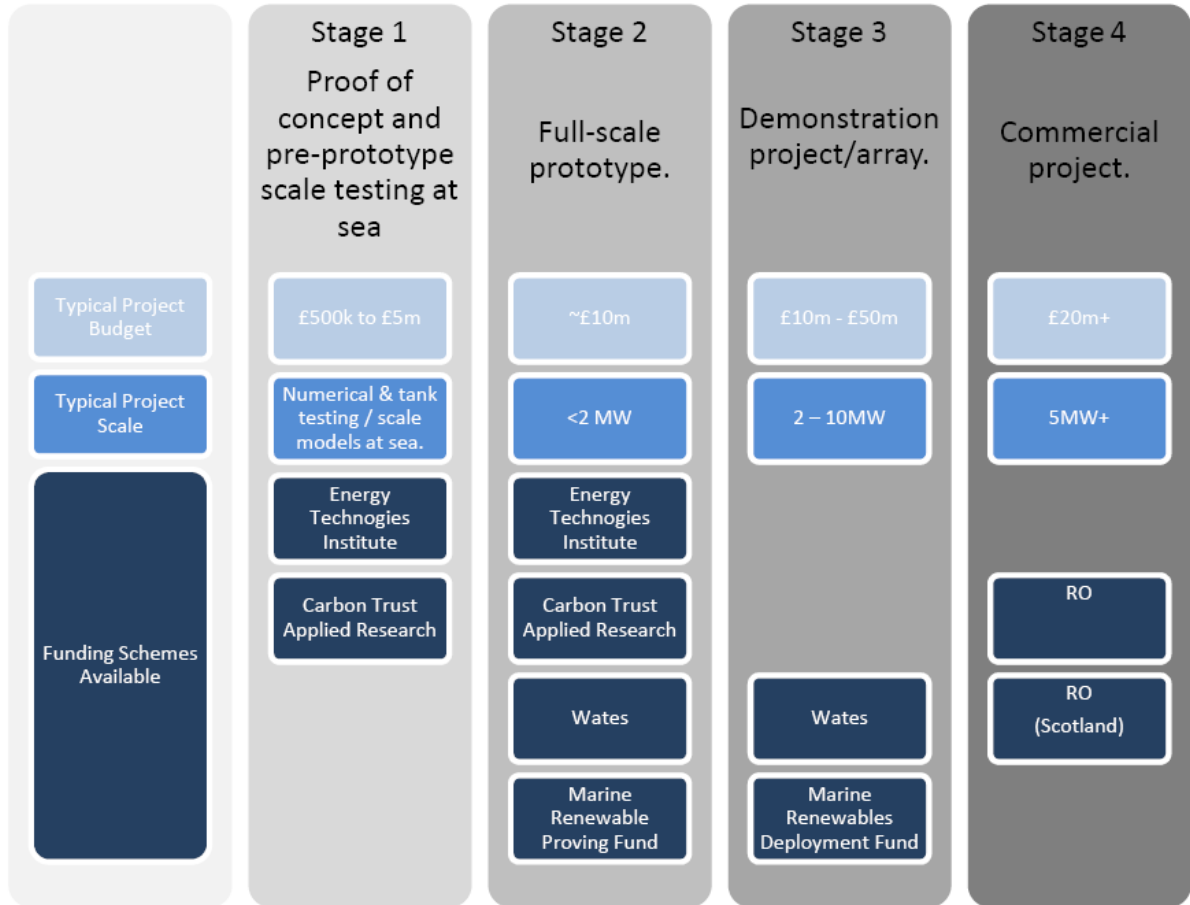 Stage 1
Proof of
concept and
pre-prototype
scale testing at
sea
Stage 2
Full-scale
prototype.
Stage 3
Demonstration
project/array.
Stage 4
Commercial
project.
Typical Project
Budget
£500k to £5m
~£10m
£10m - £50m
£20m+
Typical Project
Scale
Numerical & tank
testing / scale
models at sea.
<2 MW
2 – 10MW
5MW+
Funding Schemes
Available
Energy
Technogies
Institute
Energy
Technogies
Institute
Carbon Trust
Applied Research
Carbon Trust
Applied Research
RO
Wates
Wates
RO
(Scotland)
Marine
Renewable
Proving Fund
Marine
Renewables
Deployment Fund